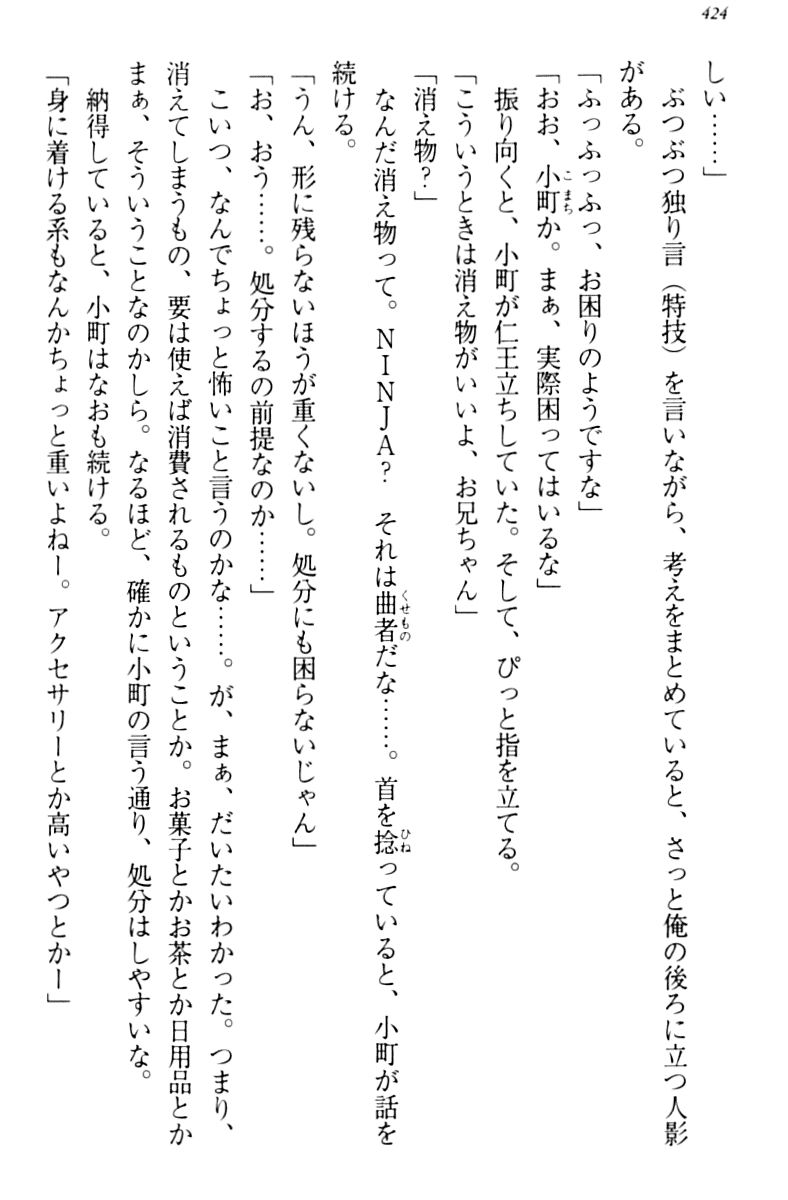 424
しい……」
　ぶつぶつ独り言（特技）を言いながら、考えをまとめていると、さっと俺の後ろに立つ人影
がある。
「ふっふっふっ、お困りのようですな」
「おお、小町か。まぁ、実際困ってはいるな」
　振り向くと、小町が仁王立ちしていた。そして、ぴっと指を立てる。
「こういうときは消え物がいいよ、お兄ちゃん」
「消え物？」
　なんだ消え物って。ＮＩＮＪＡ？　それは曲者だな……。首を捻っていると、小町が話を
続ける。
「うん、形に残らないほうが重くないし。処分にも困らないじゃん」
「お、おう……。処分するの前提なのか……」
　こいつ、なんでちょっと怖いこと言うのかな……。が、まぁ、だいたいわかった。つまり、
消えてしまうもの、要は使えば消費されるものということか。お菓子とかお茶とか日用品とか
まぁ、そういうことなのかしら。なるほど、確かに小町の言う通り、処分はしやすいな。
　納得していると、小町はなおも続ける。
「身に着ける系もなんかちょっと重いよねー。アクセサリーとか高いやつとかー」